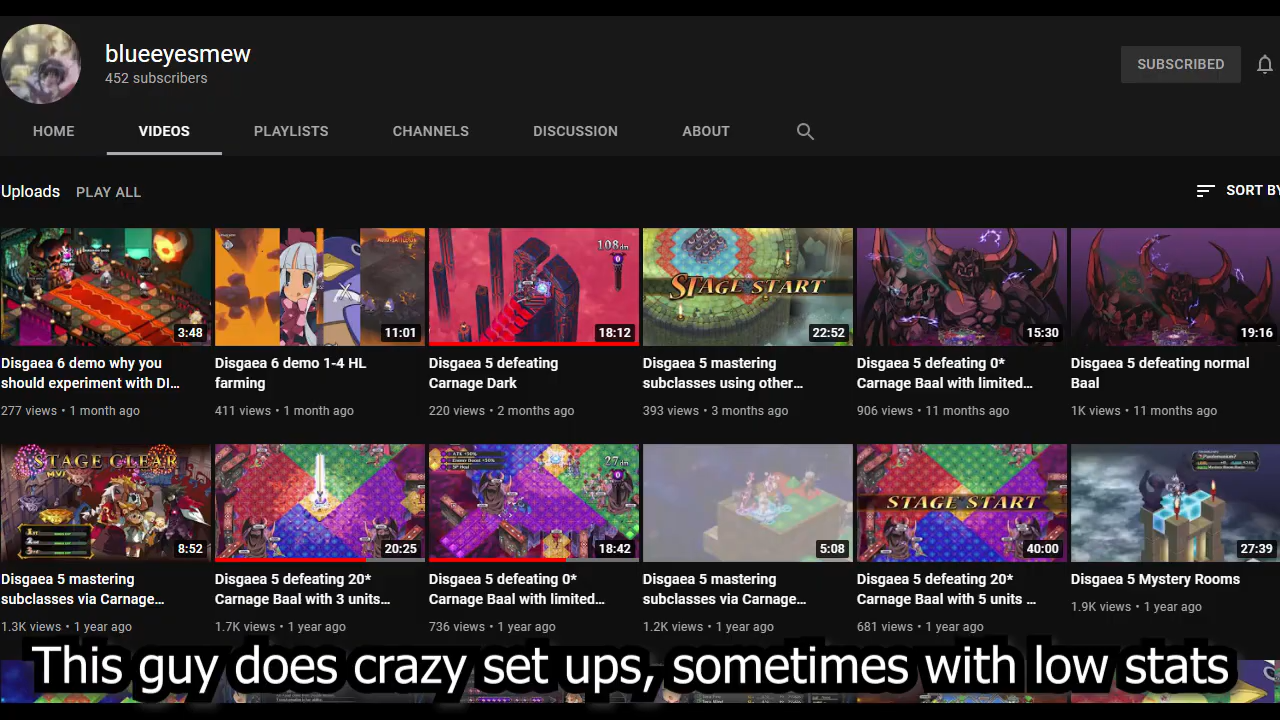 blueeyesmew
452 subscribers
SUBSCRIBED
HOME VIDEOS PLAYLISTS CHANNELS DISCUSSION ABOUT
Uploads PLAY ALL
SORT BY
108
STAGE START
3:48 11:01 18:12 22:52 15:30 19:16
Disgaea 6 demo why you
should experiment with DI...
277 views • 1 month ago
Disgaea 6 demo 1-4 HL
farming
411 views • 1 month ago
Disgaea 5 defeating
Carnage Dark
220 views • 2 months ago
Disgaea 5 mastering
subclasses using other...
393 views • 3 months ago
Disgaea 5 defeating 0*
Carnage Baal with limited...
906 views • 11 months ago
Disgaea 5 defeating normal
Baal
1K views • 11 months ago
STAGE CLEAR
27
STAGE START
8:52 20:25 18:42 5:08 40:00 27:39
Disgaea 5 mastering
subclasses via Carnage...
1.3K views • 1 year ago
Disgaea 5 defeating 20*
Carnage Baal with 3 units...
1.7K views • 1 year ago
Disgaea 5 defeating 0*
Carnage Baal with limited...
736 views • 1 year ago
Disgaea 5 mastering
subclasses via Carnage...
1.2K views • 1 year ago
Disgaea 5 defeating 20*
Carnage Baal with 5 units ...
681 views • 1 year ago
Disgaea 5 Mystery Rooms
1.9K views • 1 year ago
This guy does crazy set ups, sometimes with low stats